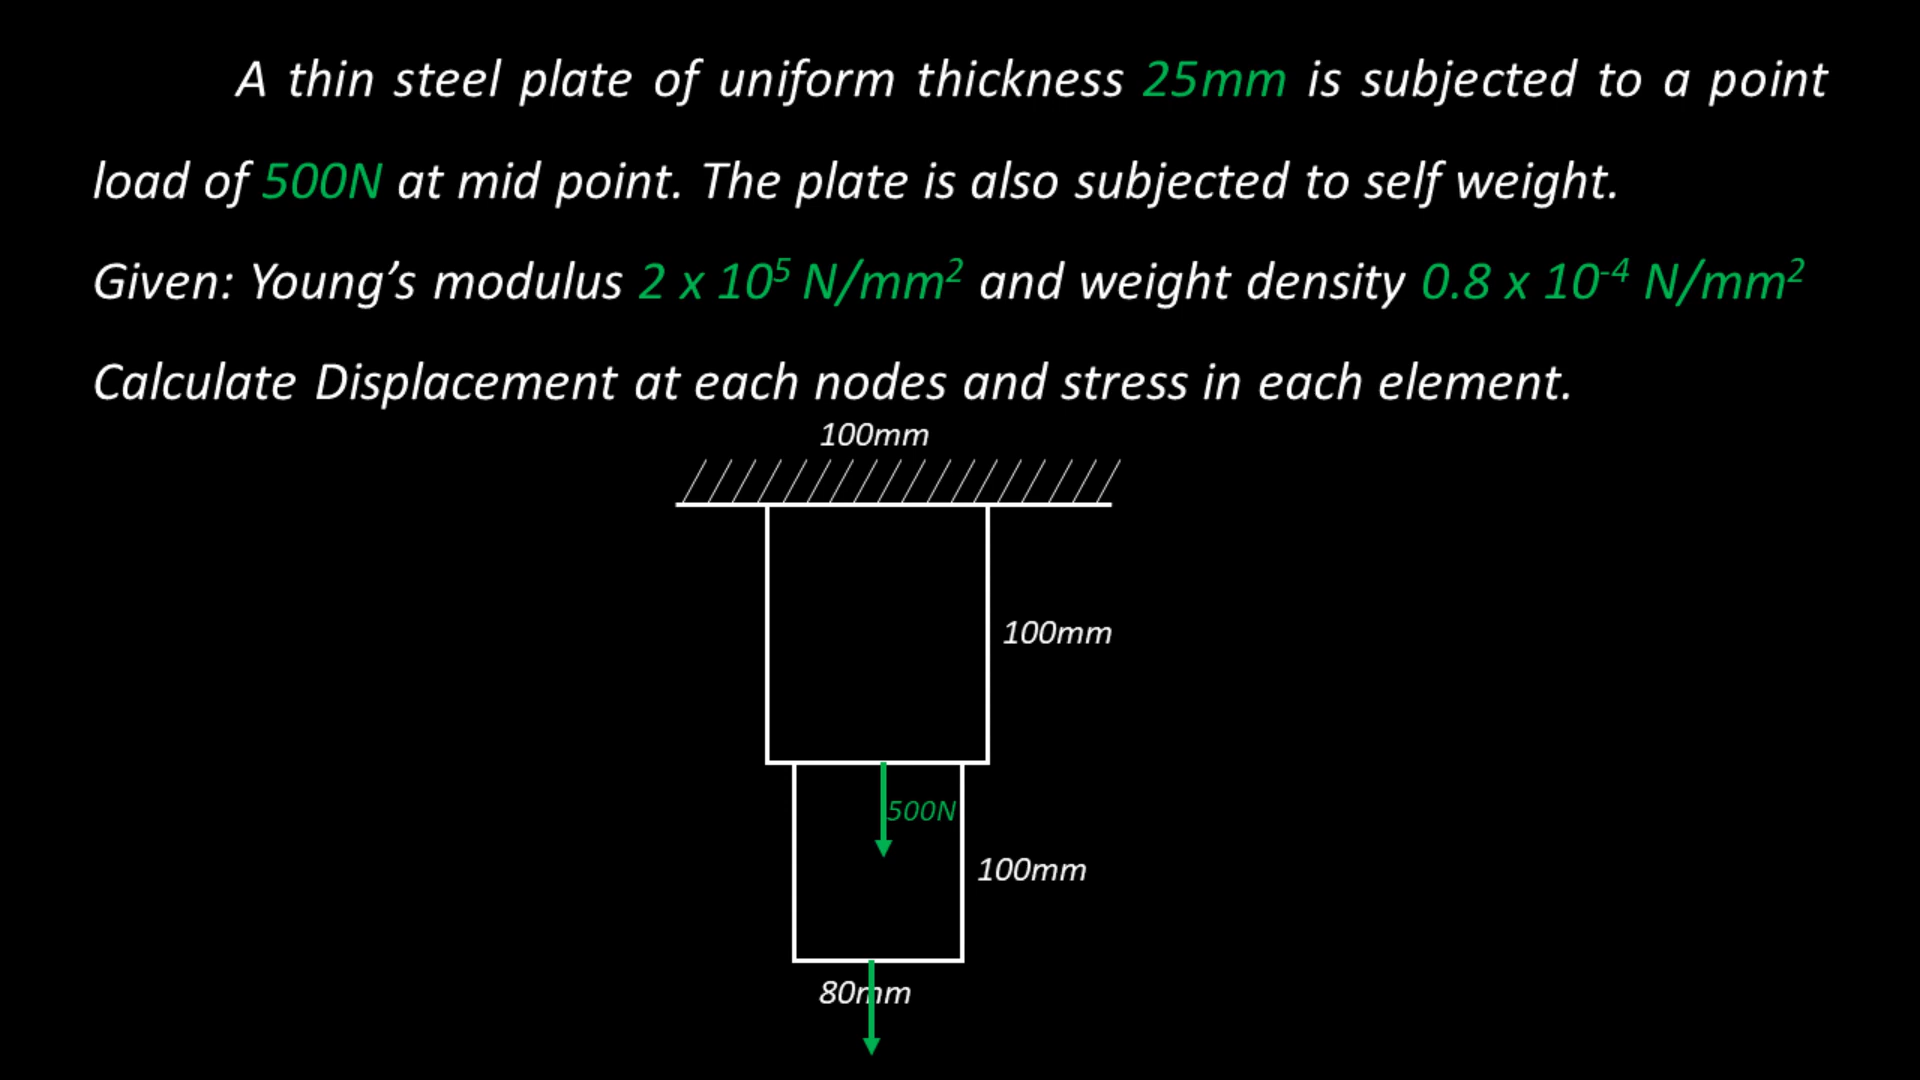 A thin steel plate of uniform thickness 25mm is subjected to a point
load of 500N at mid point. The plate is also subjected to self weight.
Given: Young’s modulus 2 x 10⁵ N/mm² and weight density 0.8 x 10⁻⁴ N/mm²
Calculate Displacement at each nodes and stress in each element.
100mm
100mm
500N
100mm
80mm